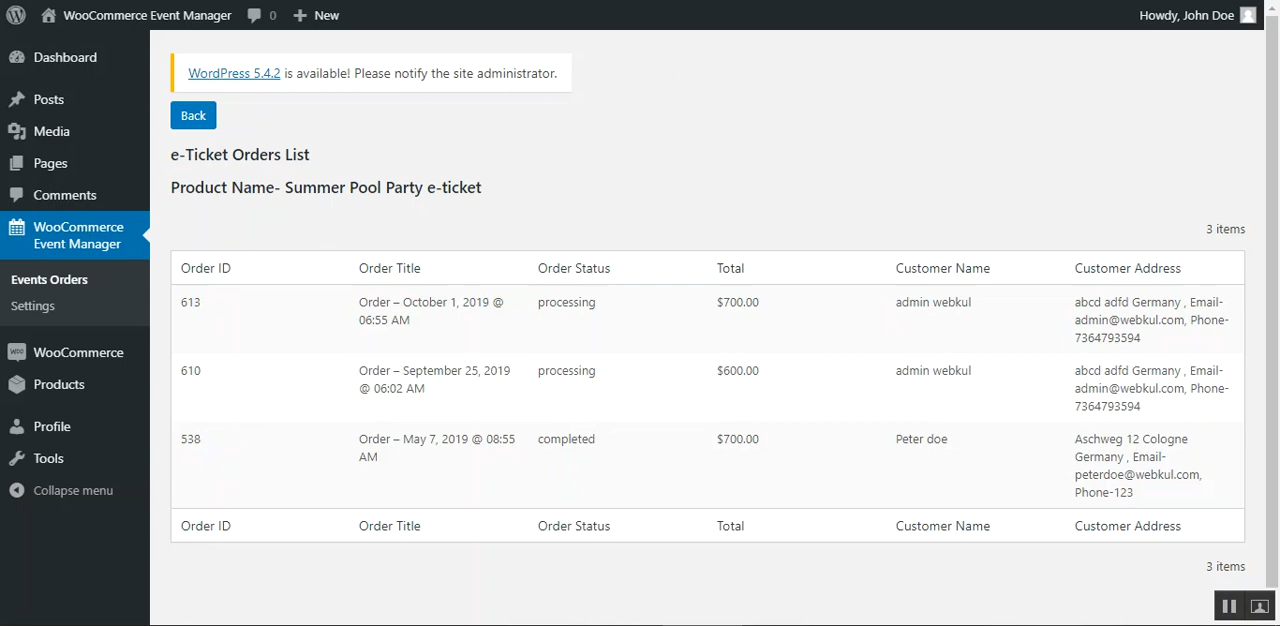 WooCommerce Event Manager 0 New Howdy, John Doe
Dashboard
Posts
Media
Pages
Comments
WooCommerce
Event Manager
Events Orders
Settings
WooCommerce
Products
Profile
Tools
Collapse menu
WordPress 5.4.2 is available! Please notify the site administrator.
Back
e-Ticket Orders List
Product Name- Summer Pool Party e-ticket
3 items
Order ID Order Title Order Status Total Customer Name Customer Address
613 Order – October 1, 2019 @ processing $700.00 admin webkul abcd adfd Germany , Email-
06:55 AM admin@webkul.com, Phone-
7364793594
610 Order – September 25, 2019 processing $600.00 admin webkul abcd adfd Germany , Email-
@ 06:02 AM admin@webkul.com, Phone-
7364793594
538 Order – May 7, 2019 @ 08:55 completed $700.00 Peter doe Aschweg 12 Cologne
AM Germany , Email-
peterdoe@webkul.com,
Phone-123
Order ID Order Title Order Status Total Customer Name Customer Address
3 items